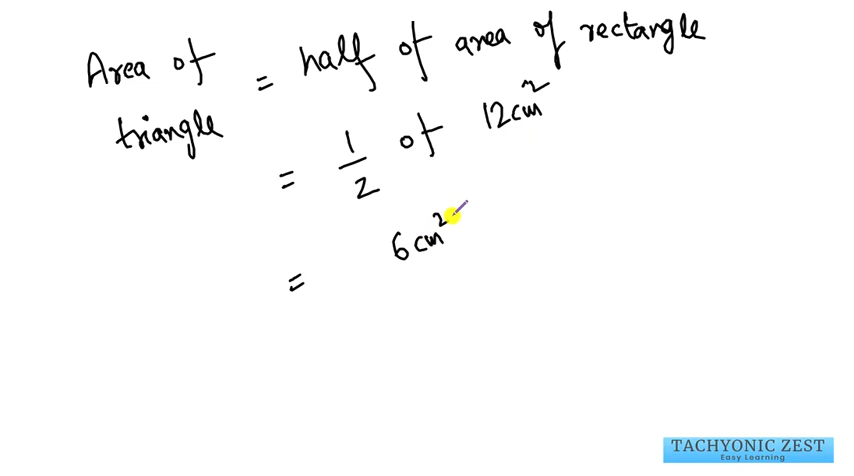 Area of = half of area of rectangle
triangle
= 1/2 of 12cm²
= 6cm²
TACHYONIC ZEST
Easy Learning